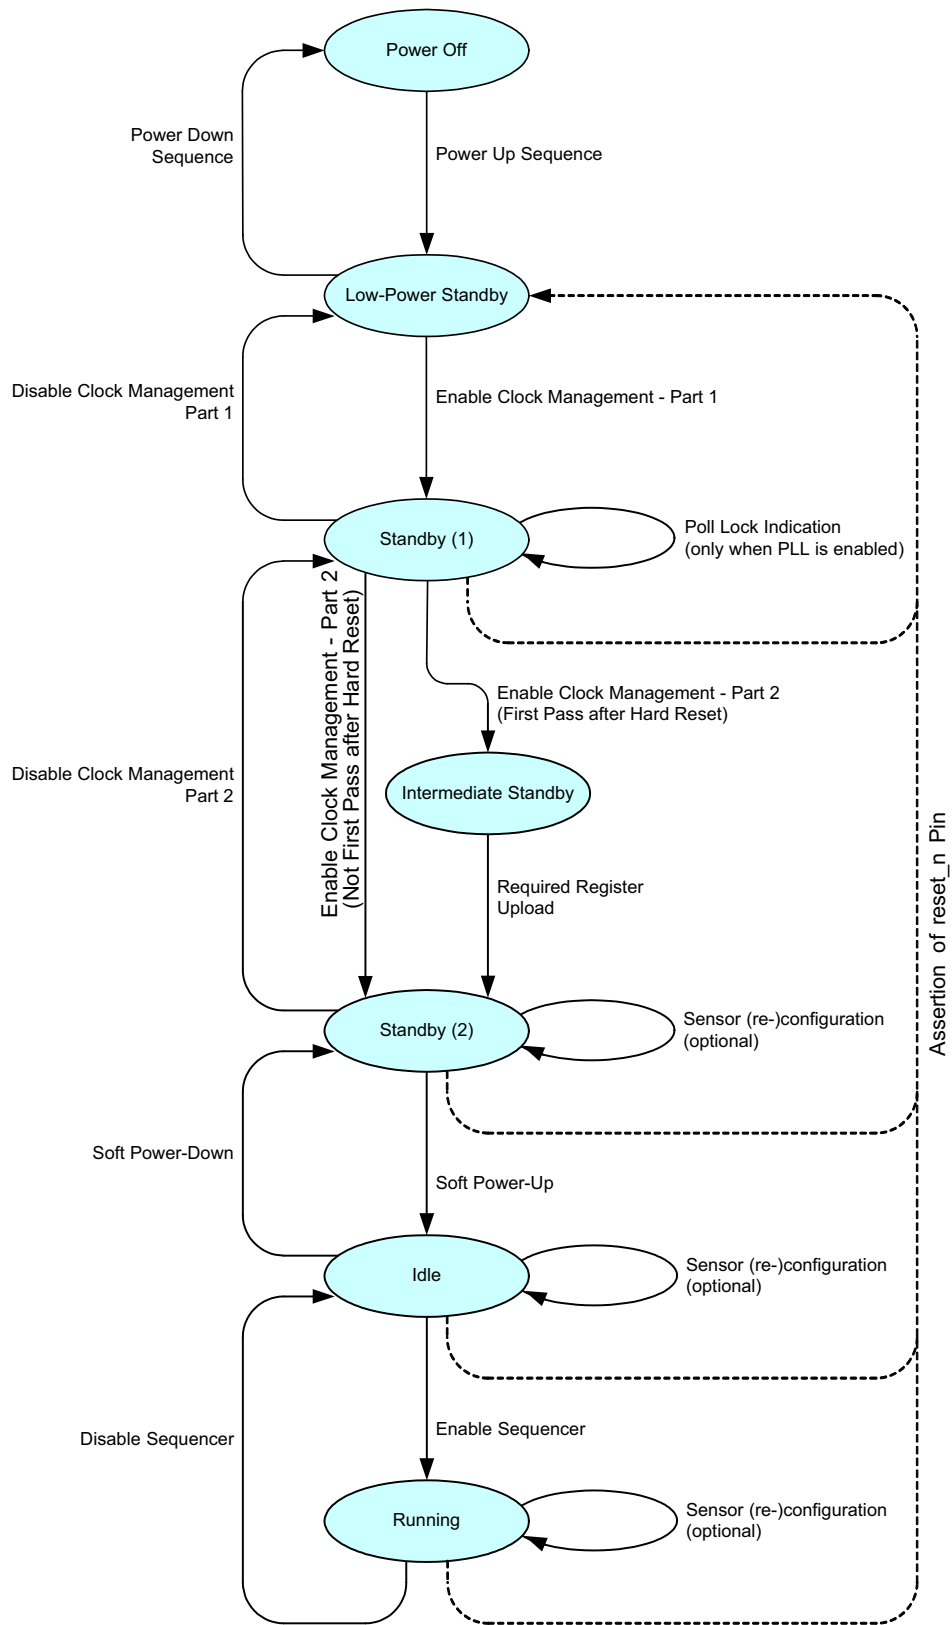 Power Off
Power Down
Sequence
Power Up Sequence
Low-Power Standby
Disable Clock Management
Part 1
Enable Clock Management - Part 1
Standby (1)
Poll Lock Indication
(only when PLL is enabled)
Enable Clock Management - Part 2
(Not First Pass after Hard Reset)
Enable Clock Management - Part 2
(First Pass after Hard Reset)
Disable Clock Management
Part 2
Intermediate Standby
Required Register
Upload
Assertion of reset_n Pin
Standby (2)
Sensor (re-)configuration
(optional)
Soft Power-Down
Soft Power-Up
Idle
Sensor (re-)configuration
(optional)
Disable Sequencer
Enable Sequencer
Running
Sensor (re-)configuration
(optional)